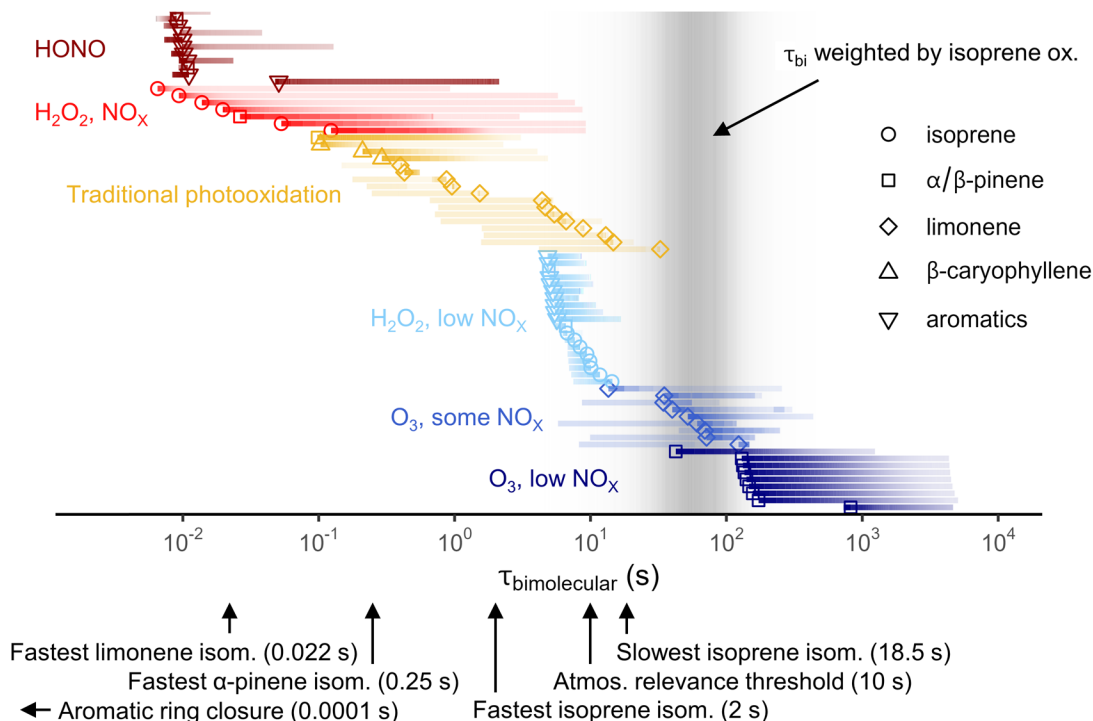 HONO
τbi weighted by isoprene ox.
H₂O₂, NOX
isoprene
α/β-pinene
Traditional photooxidation
limonene
β-caryophyllene
H₂O₂, low NOX
aromatics
O₃, some NOX
O₃, low NOX
10⁻² 10⁻¹ 10⁰ 10¹ 10² 10³ 10⁴
τbimolecular (s)
Fastest limonene isom. (0.022 s)
Slowest isoprene isom. (18.5 s)
Fastest α-pinene isom. (0.25 s)
Atmos. relevance threshold (10 s)
Aromatic ring closure (0.0001 s)
Fastest isoprene isom. (2 s)